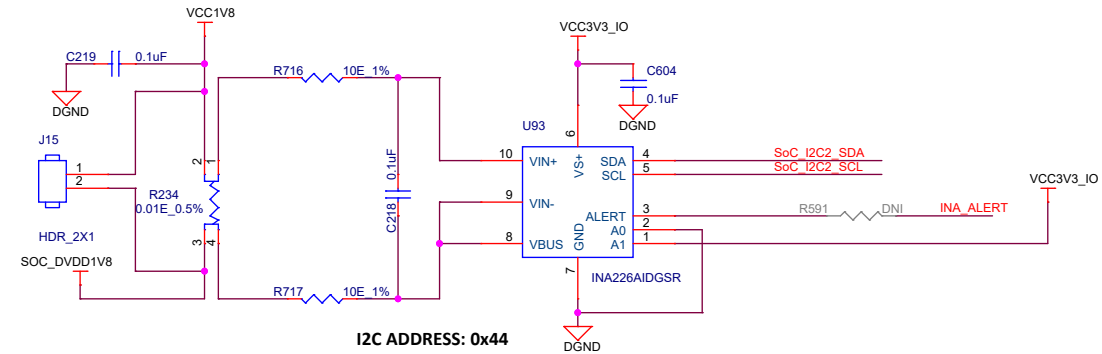 VCC1V8
VCC3V3_IO
C219 0.1uF
R716 10E_1%
C604
0.1uF
DGND
DGND
J15
1
2
HDR_2X1
2 1
R234
0.01E_0.5%
3 4
SOC_DVDD1V8
0.1uF
C218
R717 10E_1%
U93
6
VS+
10 VIN+
9 VIN-
8 VBUS
SDA 4 SoC_I2C2_SDA
SCL 5 SoC_I2C2_SCL
VCC3V3_IO
ALERT 3 R591 DNI INA_ALERT
A0 2
A1 1
GND
7
INA226AIDGSR
I2C ADDRESS: 0x44
DGND